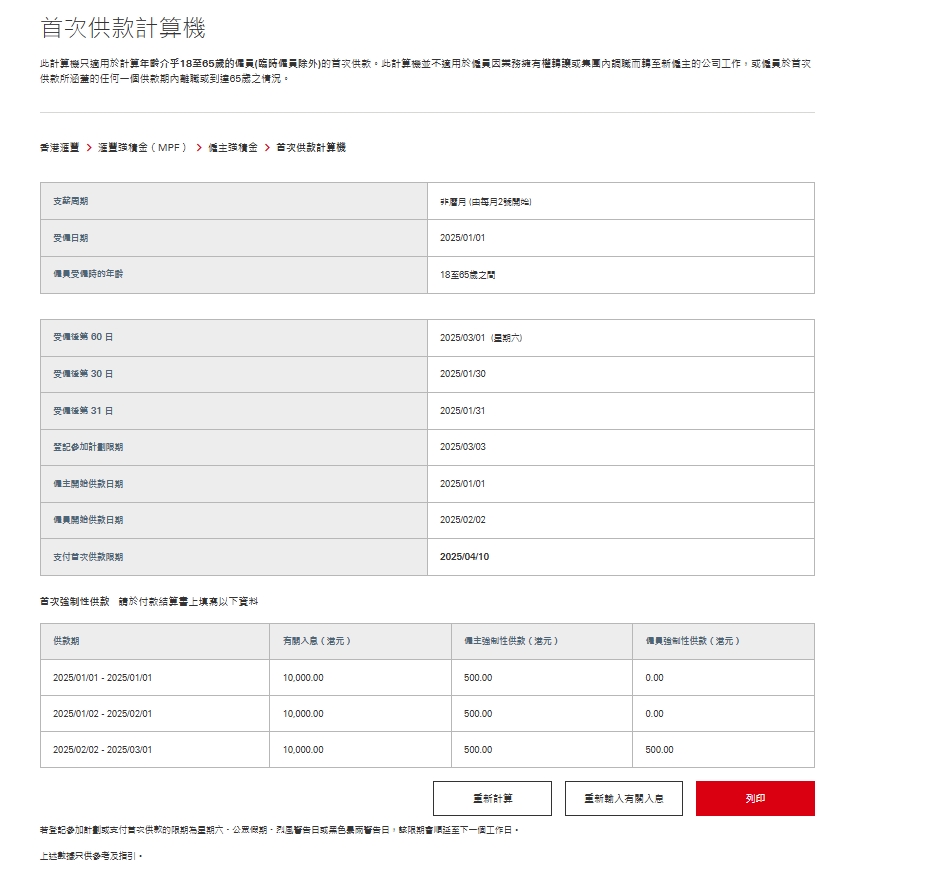 首次供款計算機
此計算機只適用於計算年齡介乎18至65歲的僱員(臨時僱員除外)的首次供款。此計算機並不適用於僱員因業務擁有權轉讓或集團內調職而轉至新僱主的公司工作，或僱員於首次
供款所涵蓋的任何一個供款期內離職或到達65歲之情況。
香港滙豐 > 滙豐強積金（MPF） > 僱主強積金 > 首次供款計算機
支薪周期 非曆月 (由每月2號開始)
受僱日期 2025/01/01
僱員受僱時的年齡 18至65歲之間
受僱後第 60 日 2025/03/01 (星期六)
受僱後第 30 日 2025/01/30
受僱後第 31 日 2025/01/31
登記參加計劃限期 2025/03/03
僱主開始供款日期 2025/01/01
僱員開始供款日期 2025/02/02
支付首次供款限期 2025/04/10
首次強制性供款 請於付款結算書上填寫以下資料
供款期 有關入息（港元） 僱主強制性供款（港元） 僱員強制性供款（港元）
2025/01/01 - 2025/01/01 10,000.00 500.00 0.00
2025/01/02 - 2025/02/01 10,000.00 500.00 0.00
2025/02/02 - 2025/03/01 10,000.00 500.00 500.00
重新計算 重新輸入有關入息 列印
若登記參加計劃或支付首次供款的限期為星期六、公眾假期、烈風警告日或黑色暴雨警告日，該限期會順延至下一個工作日。
上述數據只供參考及指引。